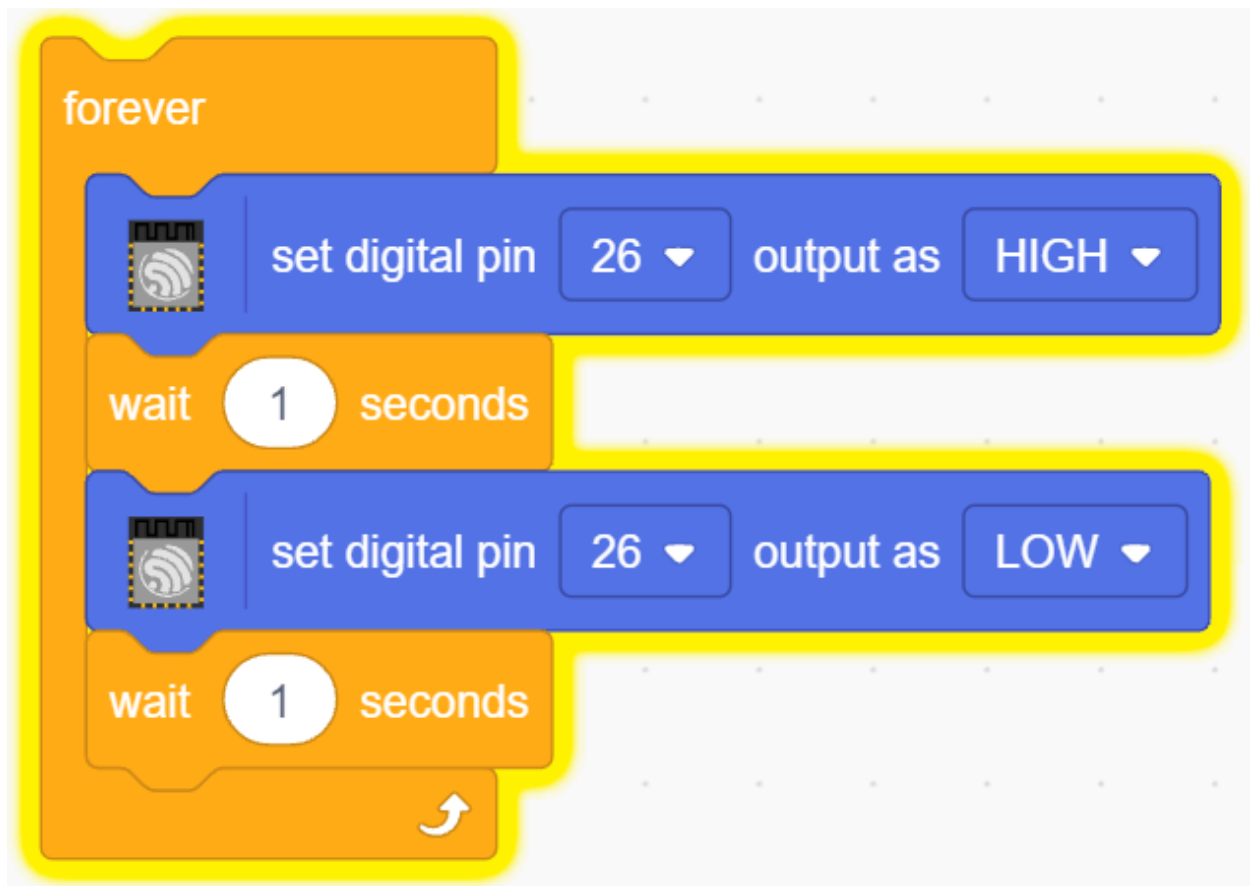 forever
set digital pin 26 output as HIGH
wait 1 seconds
set digital pin 26 output as LOW
wait 1 seconds